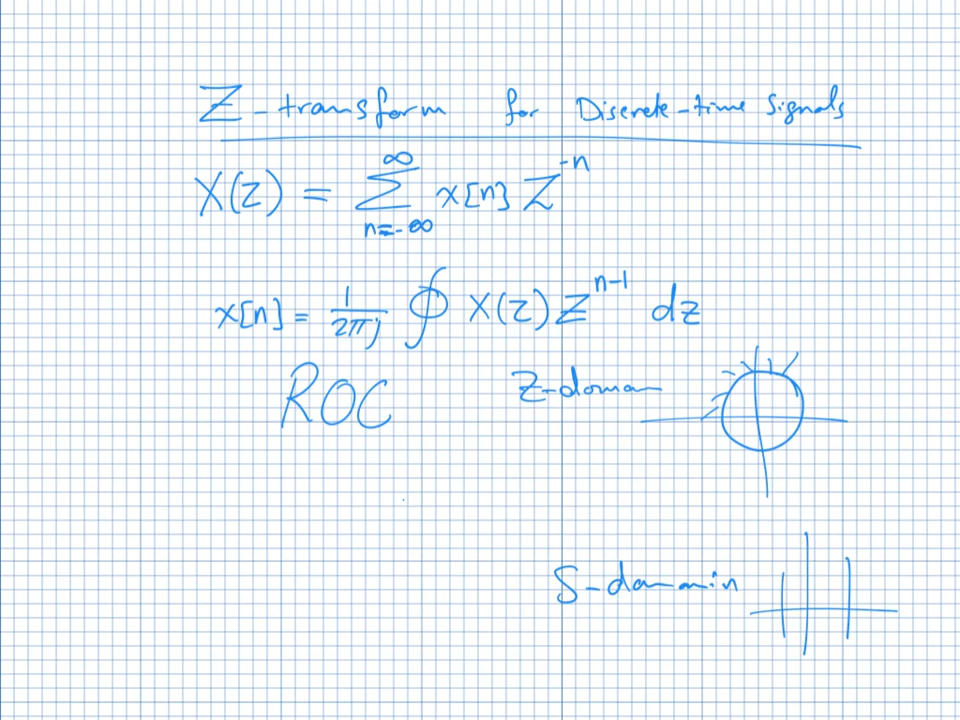 Z-transform for Discrete-time Signals
X(z) = ∑_{n=-∞}^{∞} x[n] Z^{-n}
x[n] = 1/2πj ∮ X(z) Z^{n-1} dz
ROC Z-domain
S-domain